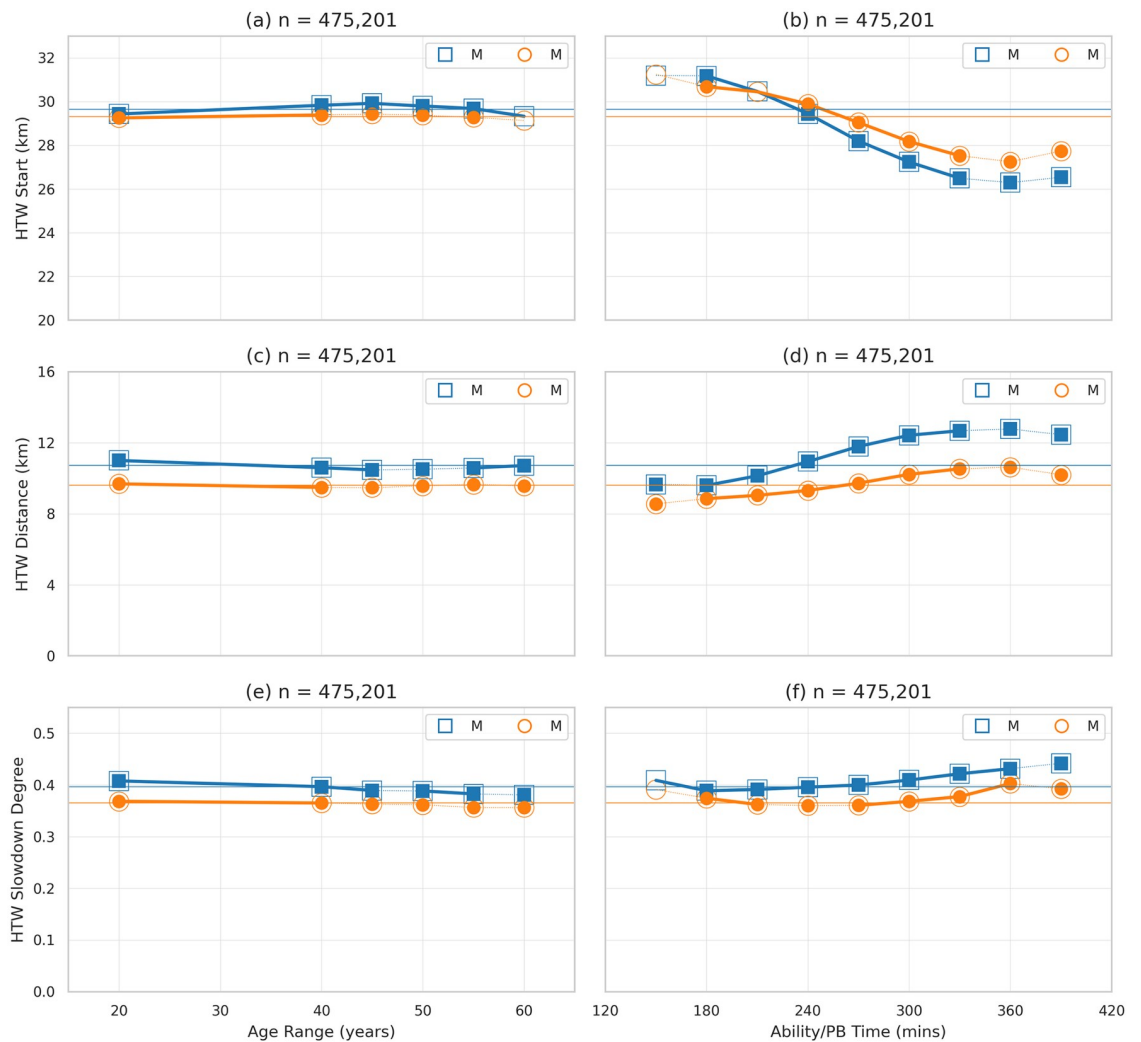 (a) n = 475,201
(b) n = 475,201
M M
M M
HTW Start (km)
32
30
28
26
24
22
20
(c) n = 475,201
(d) n = 475,201
M M
M M
HTW Distance (km)
16
12
8
4
0
(e) n = 475,201
(f) n = 475,201
M M
M M
HTW Slowdown Degree
0.5
0.4
0.3
0.2
0.1
0.0
20 30 40 50 60
120 180 240 300 360 420
Age Range (years)
Ability/PB Time (mins)